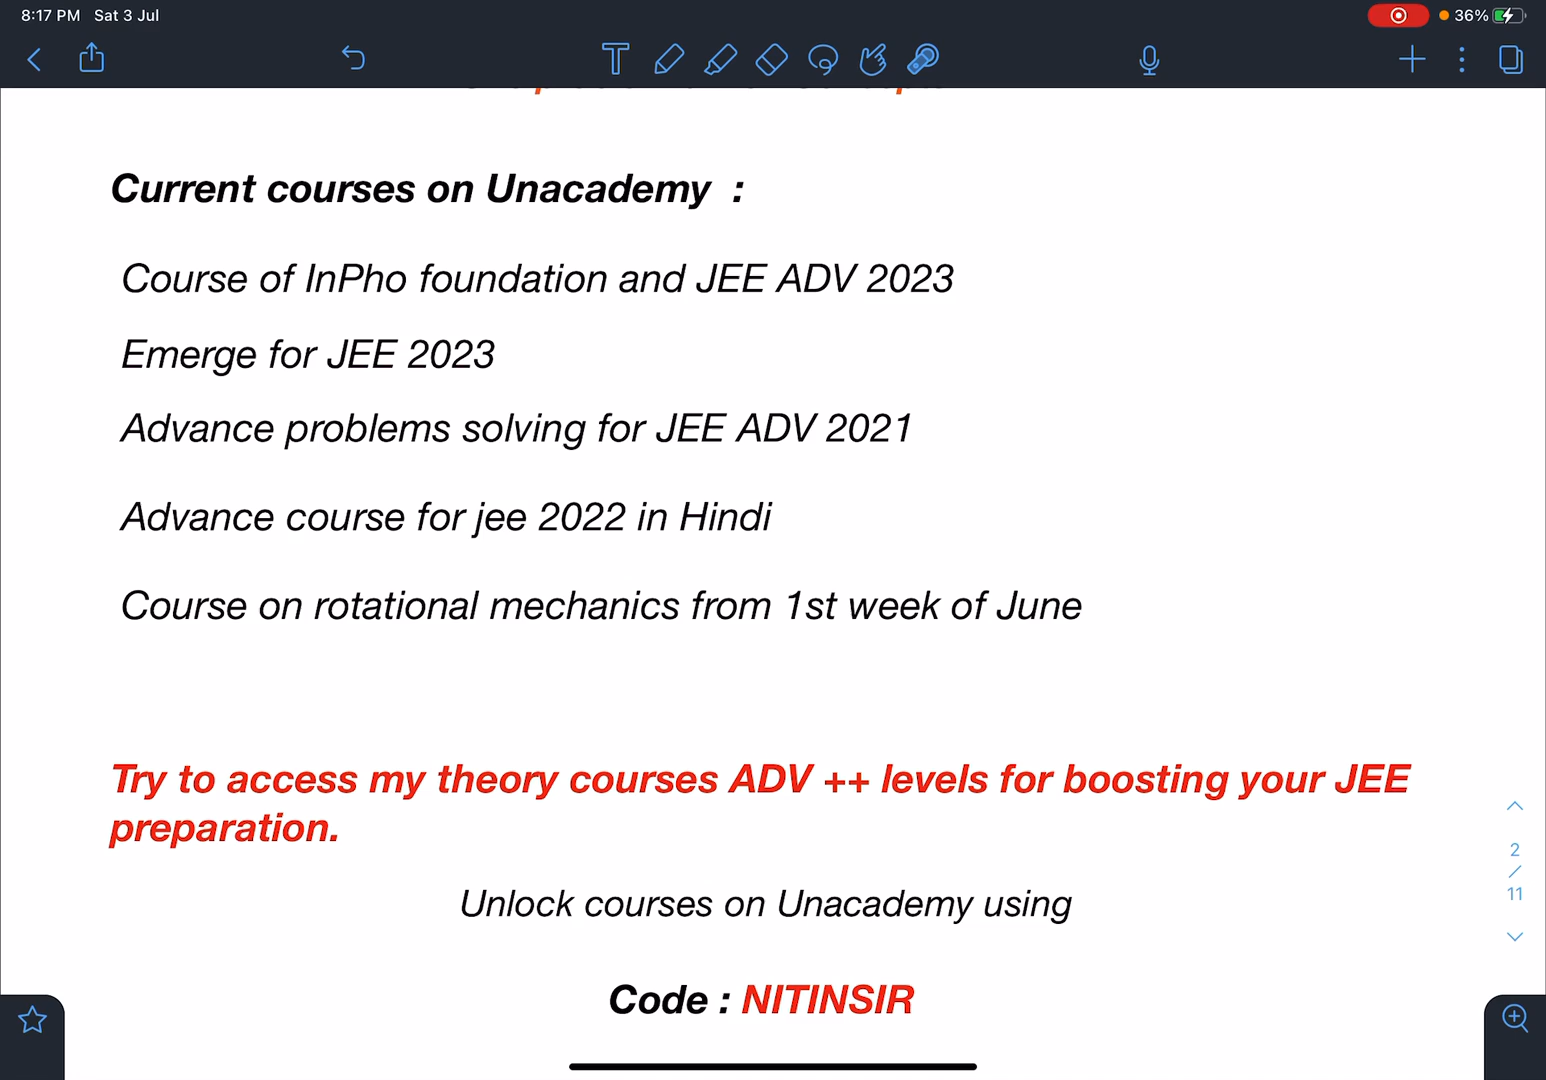 8:17 PM Sat 3 Jul
36%
Current courses on Unacademy :
Course of InPho foundation and JEE ADV 2023
Emerge for JEE 2023
Advance problems solving for JEE ADV 2021
Advance course for jee 2022 in Hindi
Course on rotational mechanics from 1st week of June
Try to access my theory courses ADV ++ levels for boosting your JEE
preparation.
2
/
11
Unlock courses on Unacademy using
Code : NITINSIR